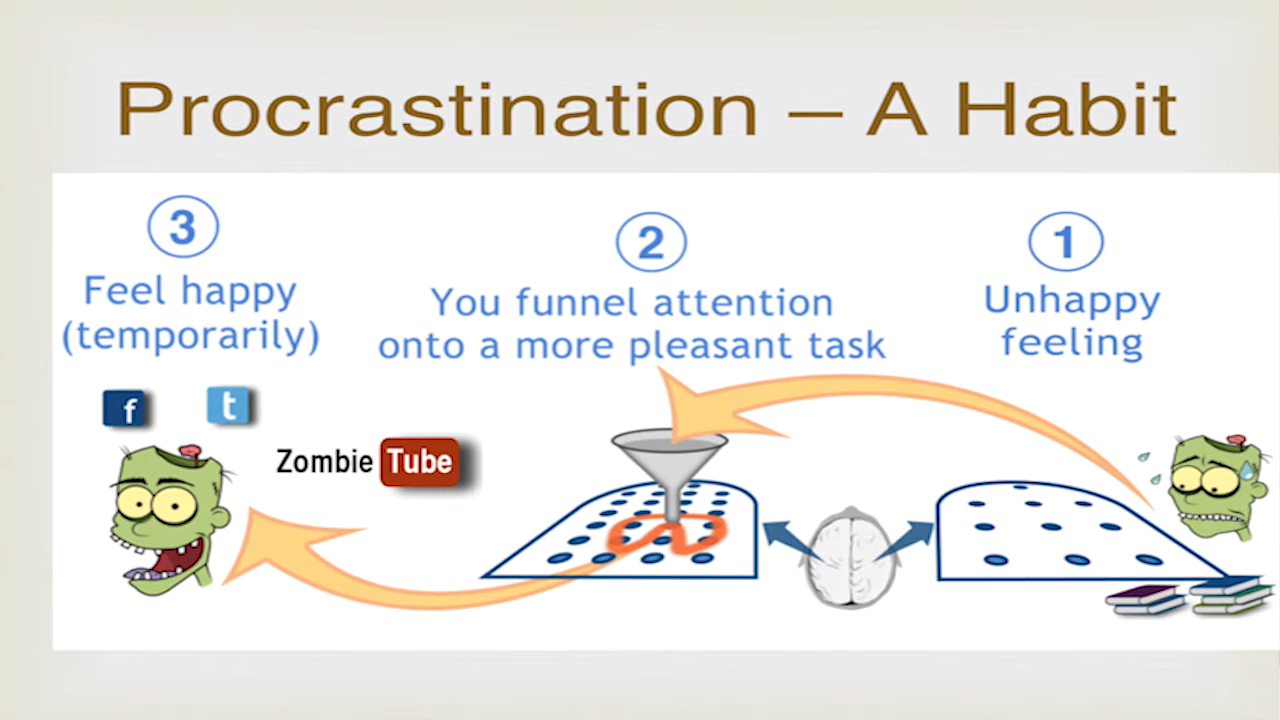 Procrastination – A Habit
3
Feel happy
(temporarily)
2
You funnel attention
onto a more pleasant task
1
Unhappy
feeling
f
t
Zombie Tube